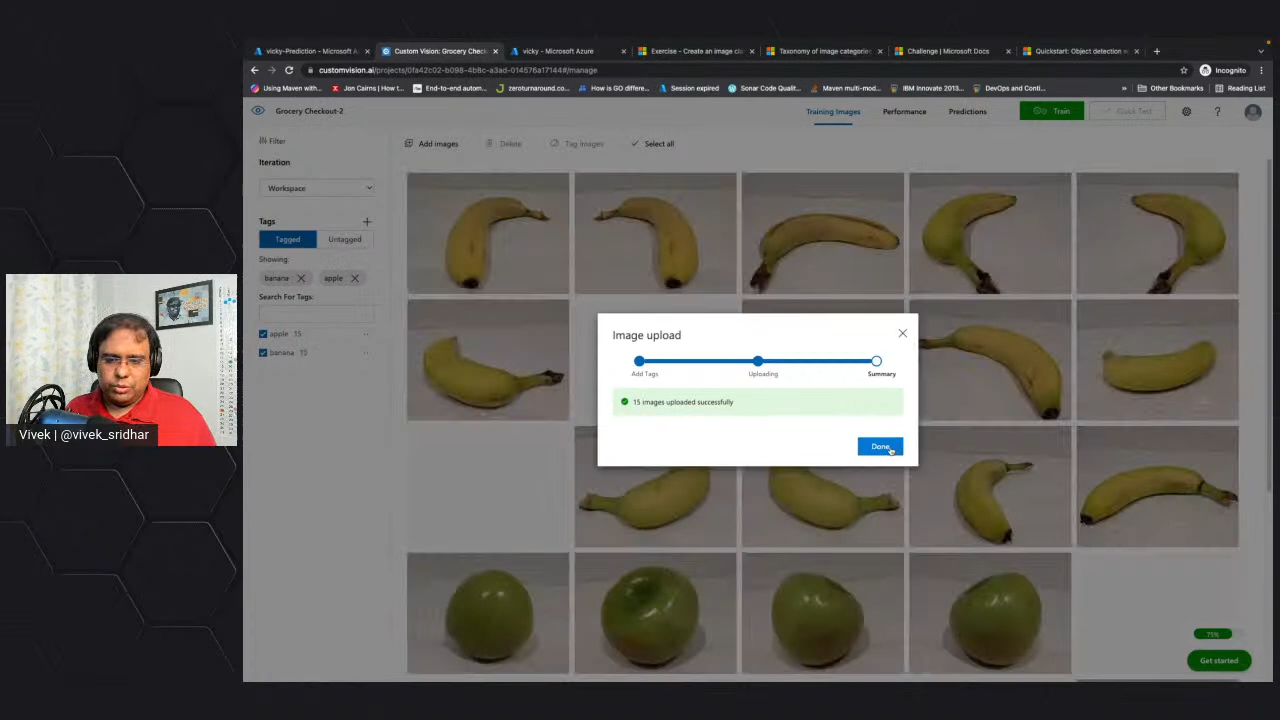 vicky-Prediction - Microsoft A
Custom Vision: Grocery Check
vicky - Microsoft Azure
Exercise - Create an image cla
Taxonomy of image categories
Challenge | Microsoft Docs
Quickstart: Object detection w
customvision.ai/projects/0fa42c02-b098-4b8c-a3ad-014576a17144#/manage
Incognito
Using Maven with...
Jon Cairns | How t...
End-to-end autom...
zeroturnaround.co...
How is GO differe...
Session expired
Sonar Code Qualit...
Maven multi-mod...
IBM Innovate 2013...
DevOps and Conti...
Other Bookmarks
Reading List
Grocery Checkout-2
Training Images
Performance
Predictions
Train
Quick Test
Filter
Add images
Delete
Tag images
Select all
Iteration
Workspace
Tags
Tagged
Untagged
Showing:
banana
apple
Search For Tags:
apple 15
banana 15
Image upload
Add Tags
Uploading
Summary
15 images uploaded successfully
Done
Vivek | @vivek_sridhar
75%
Get started